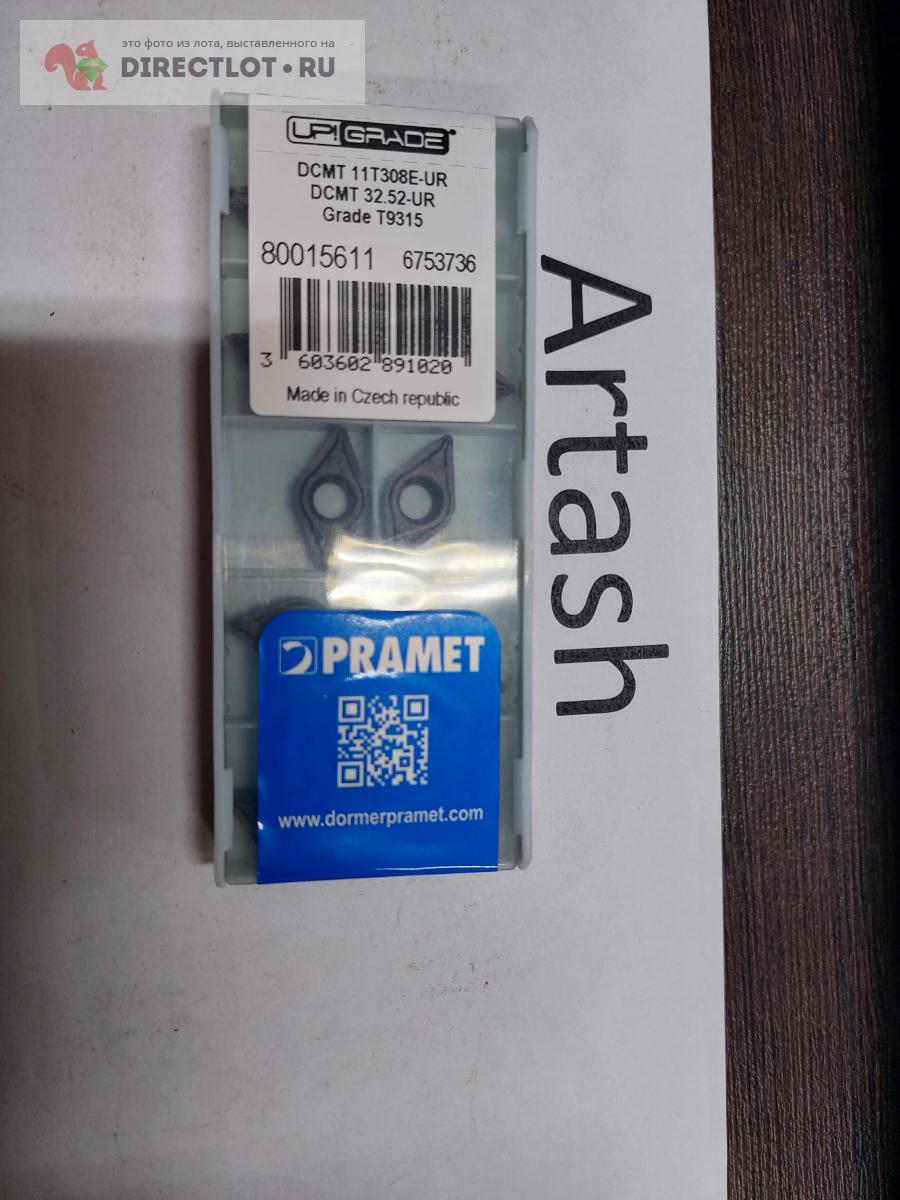 это фото из лота, выставленного на
DIRECTLOT•RU
UP!GRADE®
DCMT 11T308E-UR
DCMT 32.52-UR
Grade T9315
80015611 6753736
3 603602 891020
Made in Czech republic
Artash
PRAMET
www.dormerpramet.com